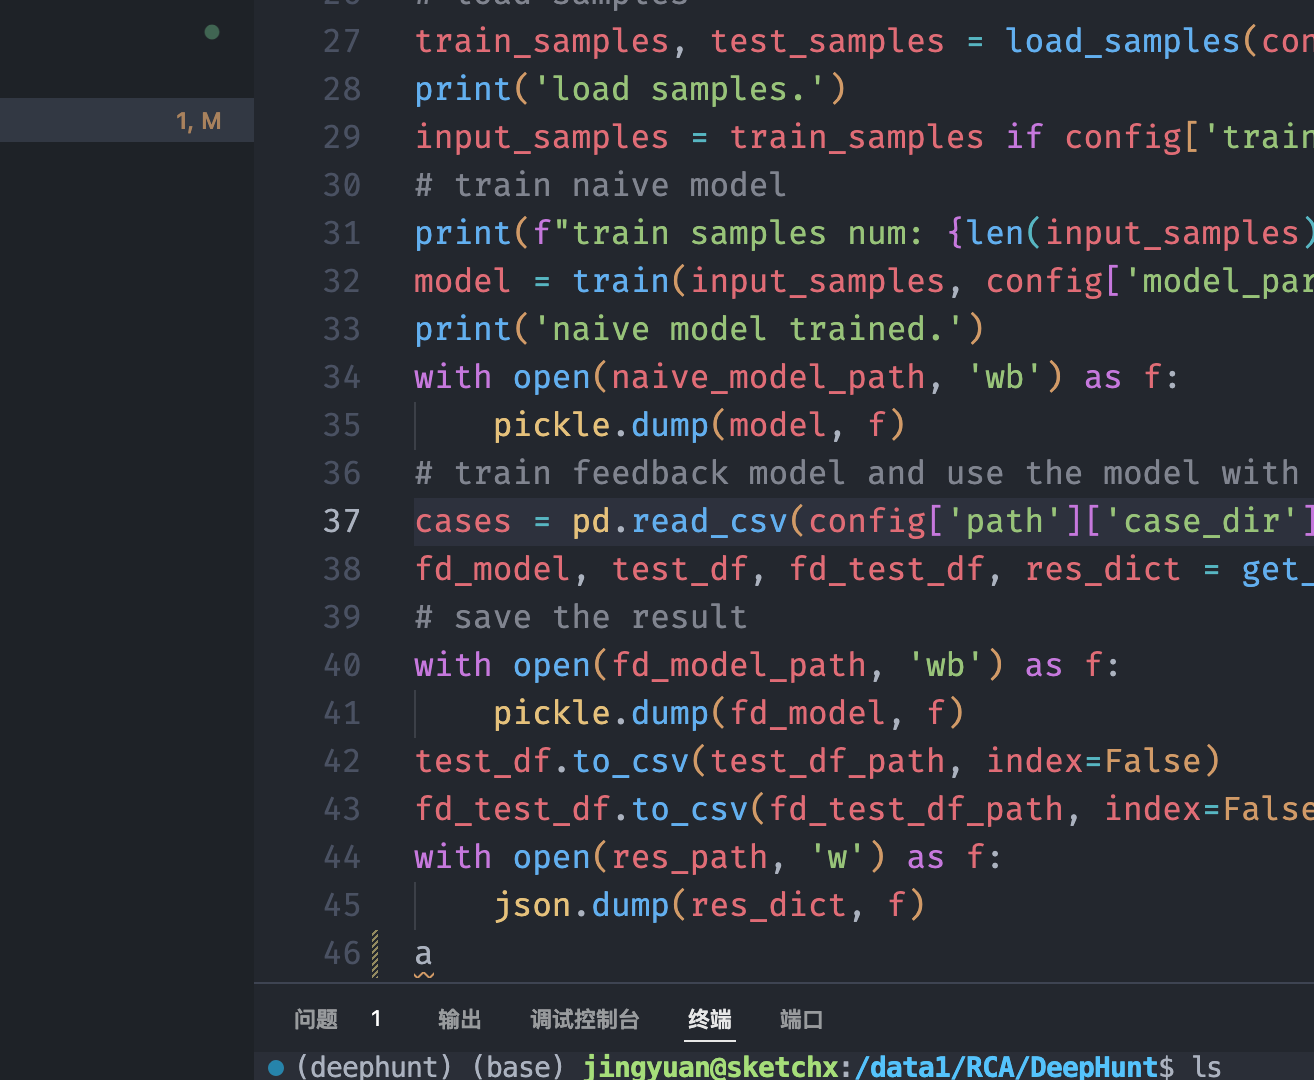 26 # load samples
27 train_samples, test_samples = load_samples(con
1, M
28 print('load samples.')
29 input_samples = train_samples if config['train
30 # train naive model
31 print(f"train samples num: {len(input_samples)
32 model = train(input_samples, config['model_par
33 print('naive model trained.')
34 with open(naive_model_path, 'wb') as f:
35 pickle.dump(model, f)
36 # train feedback model and use the model with
37 cases = pd.read_csv(config['path']['case_dir']
38 fd_model, test_df, fd_test_df, res_dict = get_
39 # save the result
40 with open(fd_model_path, 'wb') as f:
41 pickle.dump(fd_model, f)
42 test_df.to_csv(test_df_path, index=False)
43 fd_test_df.to_csv(fd_test_df_path, index=False
44 with open(res_path, 'w') as f:
45 json.dump(res_dict, f)
46 a
问题 1 输出 调试控制台 终端 端口
(deephunt) (base) jingyuan@sketchx:/data1/RCA/DeepHunt$ ls